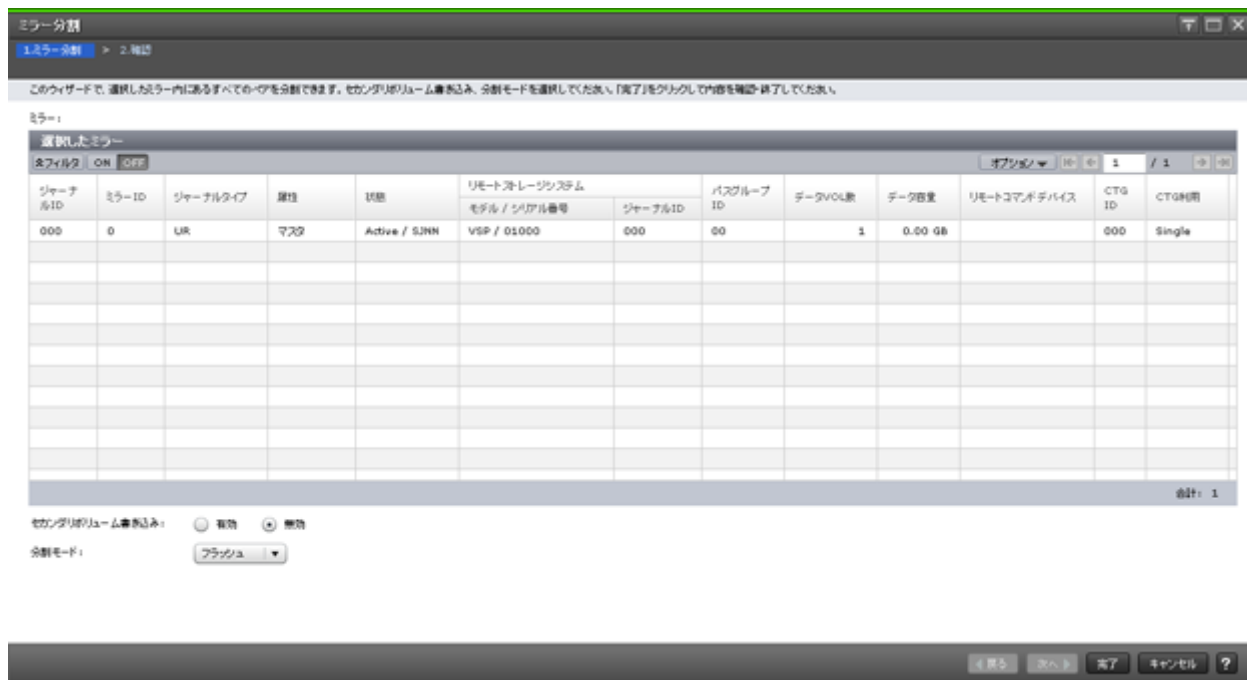 ミラー分割
1.ミラー分割 > 2.確認
このウィザードで、選択したミラー内にあるすべてのペアを分割できます。セカンダリボリューム書き込み、分割モードを選択してください。「完了」をクリックして内容を確認・終了してください。
ミラー:
選択したミラー
全フィルタ ON OFF オプション 1 / 1
ジャーナルID ミラーID ジャーナルタイプ 属性 状態 リモートストレージシステム パスグループID データVOL数 データ容量 リモートコマンドデバイス CTG ID CTG利用
モデル / シリアル番号 ジャーナルID
000 0 UR マスタ Active / SJNN VSP / 01000 000 00 1 0.00 GB 000 Single
合計: 1
セカンダリボリューム書き込み: 有効 無効
分割モード: フラッシュ
戻る 次へ 完了 キャンセル ?